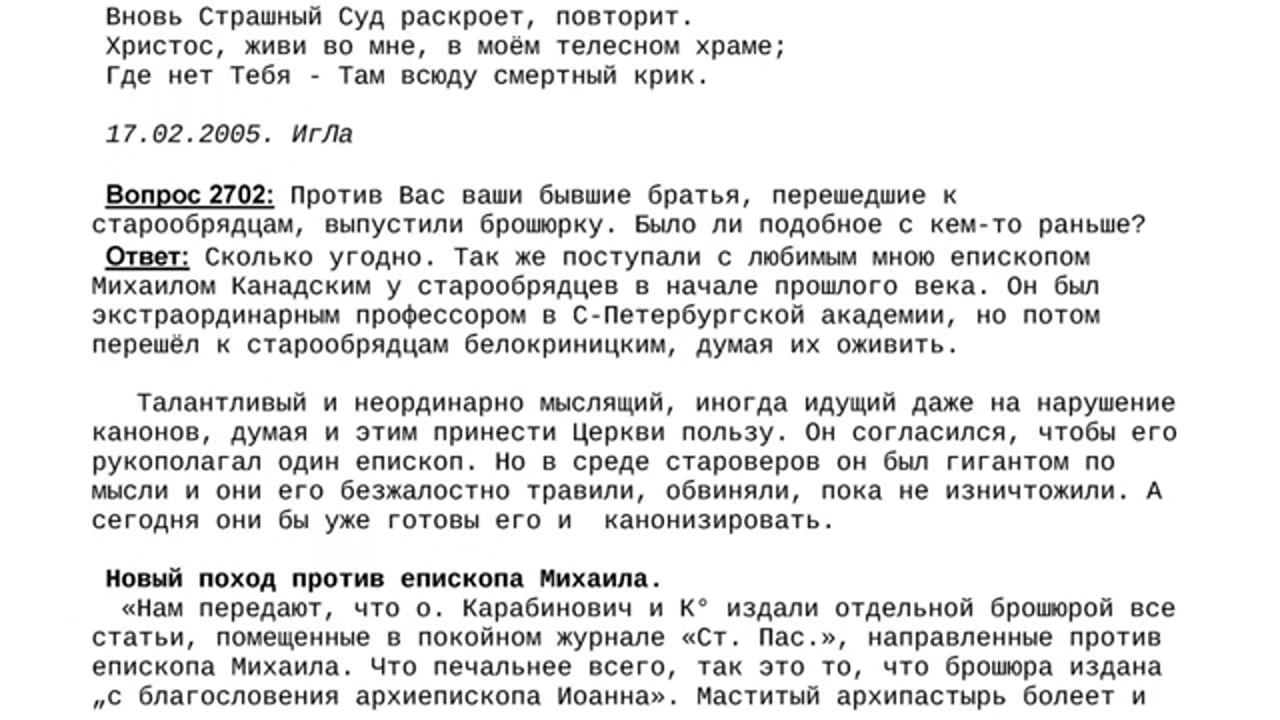 Вновь Страшный Суд раскроет, повторит.
Христос, живи во мне, в моём телесном храме;
Где нет Тебя - Там всюду смертный крик.
17.02.2005. ИгЛа
Вопрос 2702: Против Вас ваши бывшие братья, перешедшие к
старообрядцам, выпустили брошюрку. Было ли подобное с кем-то раньше?
Ответ: Сколько угодно. Так же поступали с любимым мною епископом
Михаилом Канадским у старообрядцев в начале прошлого века. Он был
экстраординарным профессором в С-Петербургской академии, но потом
перешёл к старообрядцам белокриницким, думая их оживить.
Талантливый и неординарно мыслящий, иногда идущий даже на нарушение
канонов, думая и этим принести Церкви пользу. Он согласился, чтобы его
рукополагал один епископ. Но в среде староверов он был гигантом по
мысли и они его безжалостно травили, обвиняли, пока не изничтожили. А
сегодня они бы уже готовы его и  канонизировать.
Новый поход против епископа Михаила.
«Нам передают, что о. Карабинович и К° издали отдельной брошюрой все
статьи, помещенные в покойном журнале «Ст. Пас.», направленные против
епископа Михаила. Что печальнее всего, так это то, что брошюра издана
„с благословения архиепископа Иоанна». Маститый архипастырь болеет и